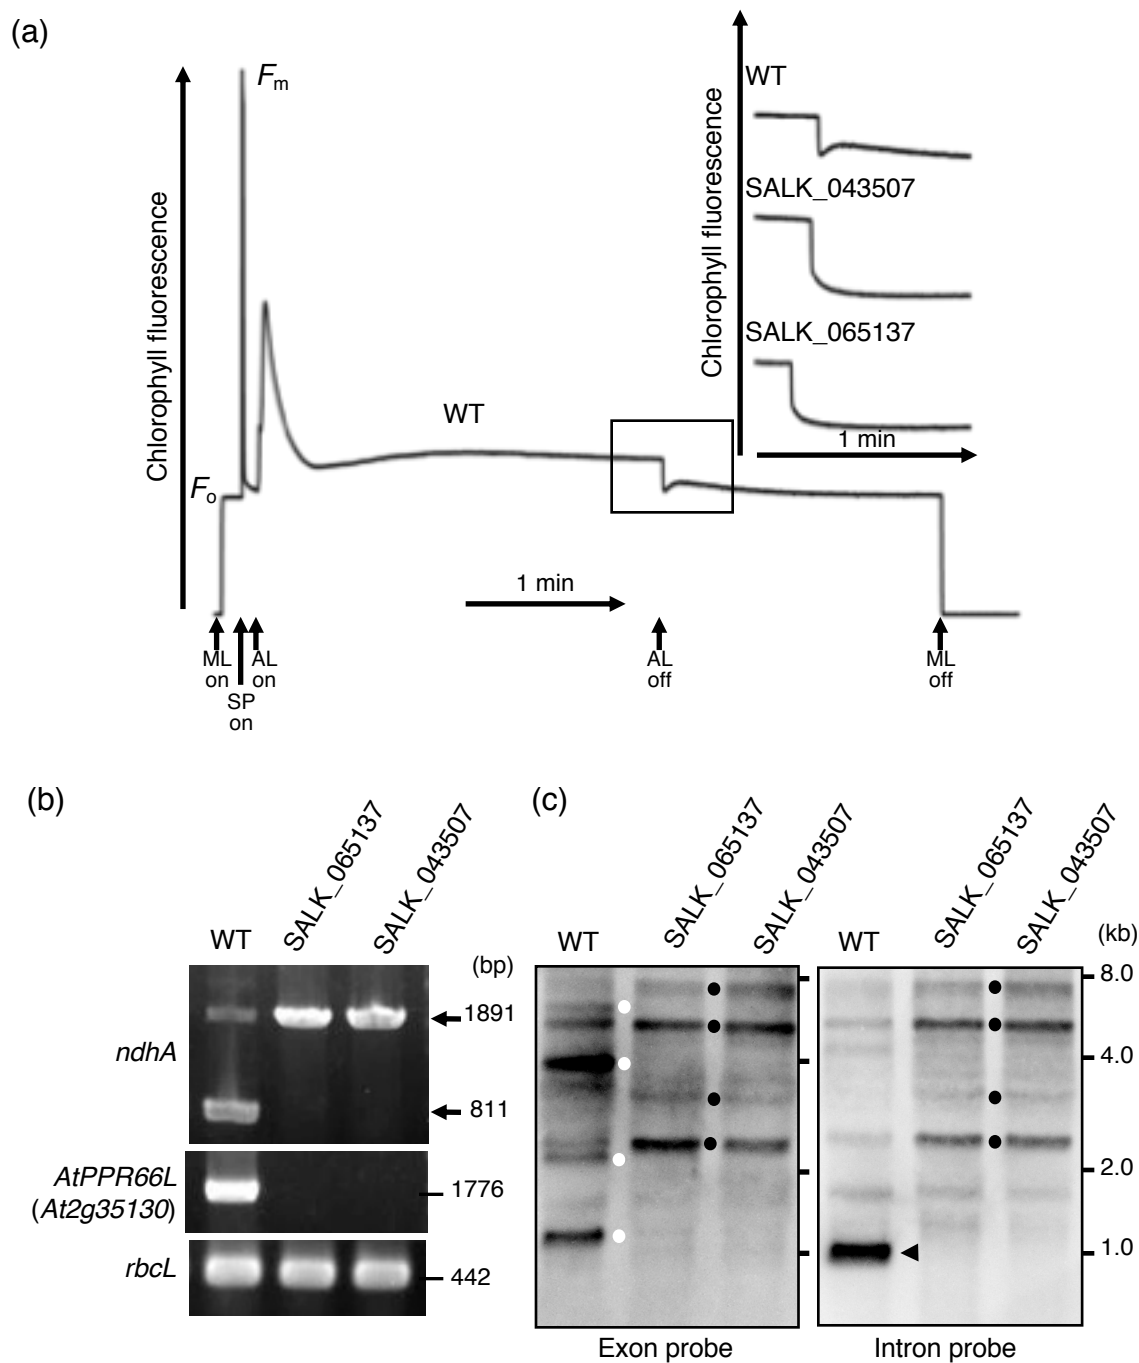 (a)
Chlorophyll fluorescence
Fm
Fo
WT
1 min
ML
on
SP
on
AL
on
AL
off
ML
off
Chlorophyll fluorescence
WT
SALK_043507
SALK_065137
1 min
(b)
WT
SALK_065137
SALK_043507
(bp)
ndhA
1891
811
AtPPR66L
(At2g35130)
1776
rbcL
442
(c)
WT
SALK_065137
SALK_043507
WT
SALK_065137
SALK_043507
(kb)
8.0
4.0
2.0
1.0
Exon probe
Intron probe